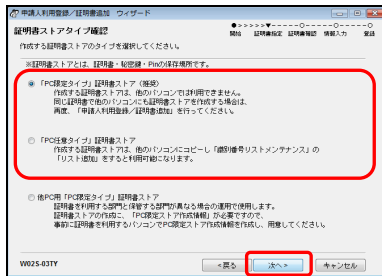 申請人利用登録／証明書追加 ウィザード
証明書ストアタイプ確認
●>>>>>▼-----○-----○-----○
開始 証明書指定 証明書確認 情報入力 登録
作成する証明書ストアのタイプを選択してください。
※証明書ストアとは、証明書・秘密鍵・Pinの保存場所です。
「PC限定タイプ」証明書ストア（推奨）
作成する証明書ストアは、他のパソコンでは利用できません。
同じ証明書で他のパソコンにも証明書ストアを作成する場合は、
再度、「申請人利用登録／証明書追加」を行ってください。
「PC任意タイプ」証明書ストア
作成する証明書ストアは、他のパソコンにコピーし「識別番号リストメンテナンス」の
「リスト追加」をすると利用可能になります。
他PC用「PC限定タイプ」証明書ストア
証明書を利用する部門と保管する部門が異なる場合の運用で使用します。
証明書ストアの作成に、「PC限定ストア作成情報」が必要ですので、
事前に証明書を利用するパソコンでPC限定ストア作成情報を作成し、用意してください。
W02S-03TY
<戻る
次へ>
キャンセル